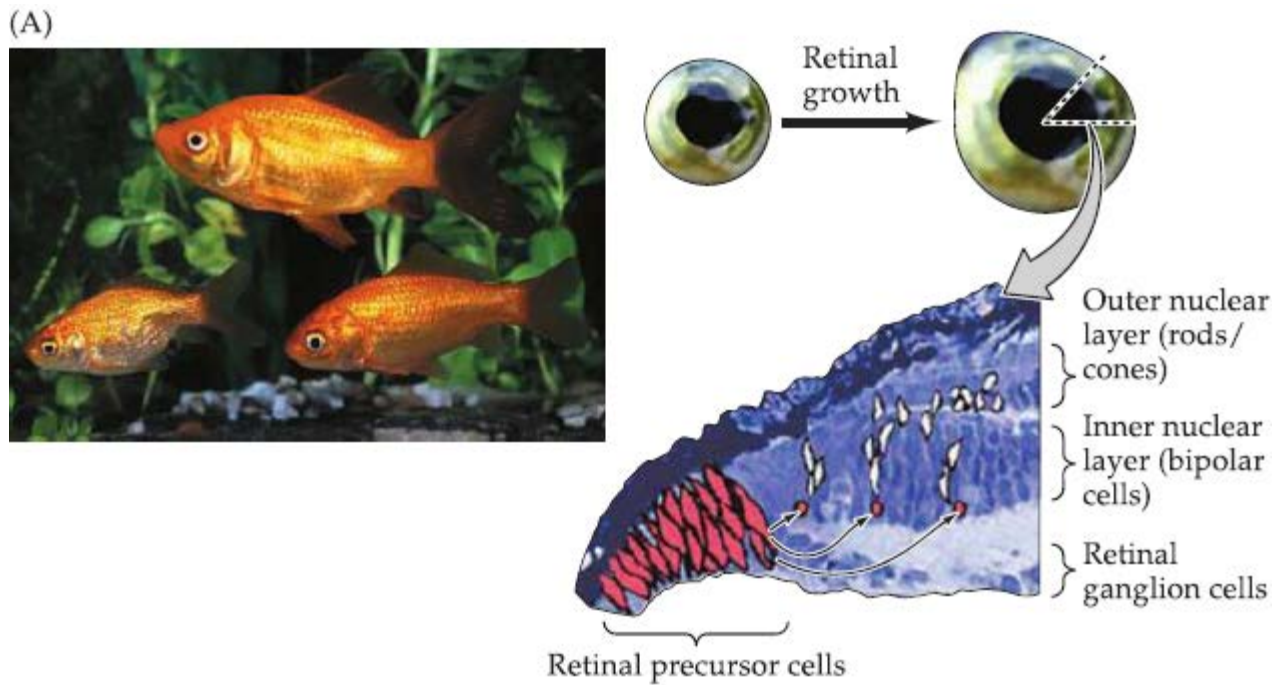 (A)
Retinal
growth
Outer nuclear
layer (rods/
cones)
Inner nuclear
layer (bipolar
cells)
Retinal
ganglion cells
Retinal precursor cells